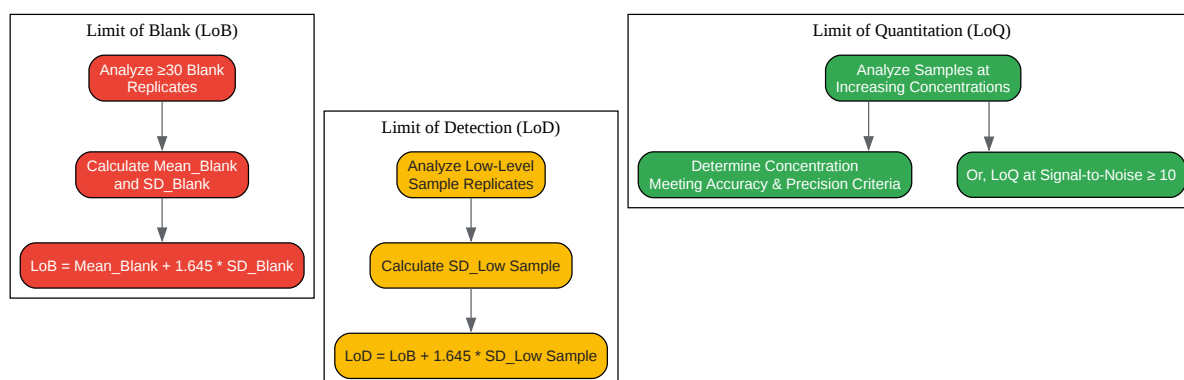 Limit of Blank (LoB)
Analyze ≥30 Blank
Replicates
Calculate Mean_Blank
and SD_Blank
LoB = Mean_Blank + 1.645 * SD_Blank
Limit of Detection (LoD)
Analyze Low-Level
Sample Replicates
Calculate SD_Low Sample
LoD = LoB + 1.645 * SD_Low Sample
Limit of Quantitation (LoQ)
Analyze Samples at
Increasing Concentrations
Determine Concentration
Meeting Accuracy & Precision Criteria
Or, LoQ at Signal-to-Noise ≥ 10